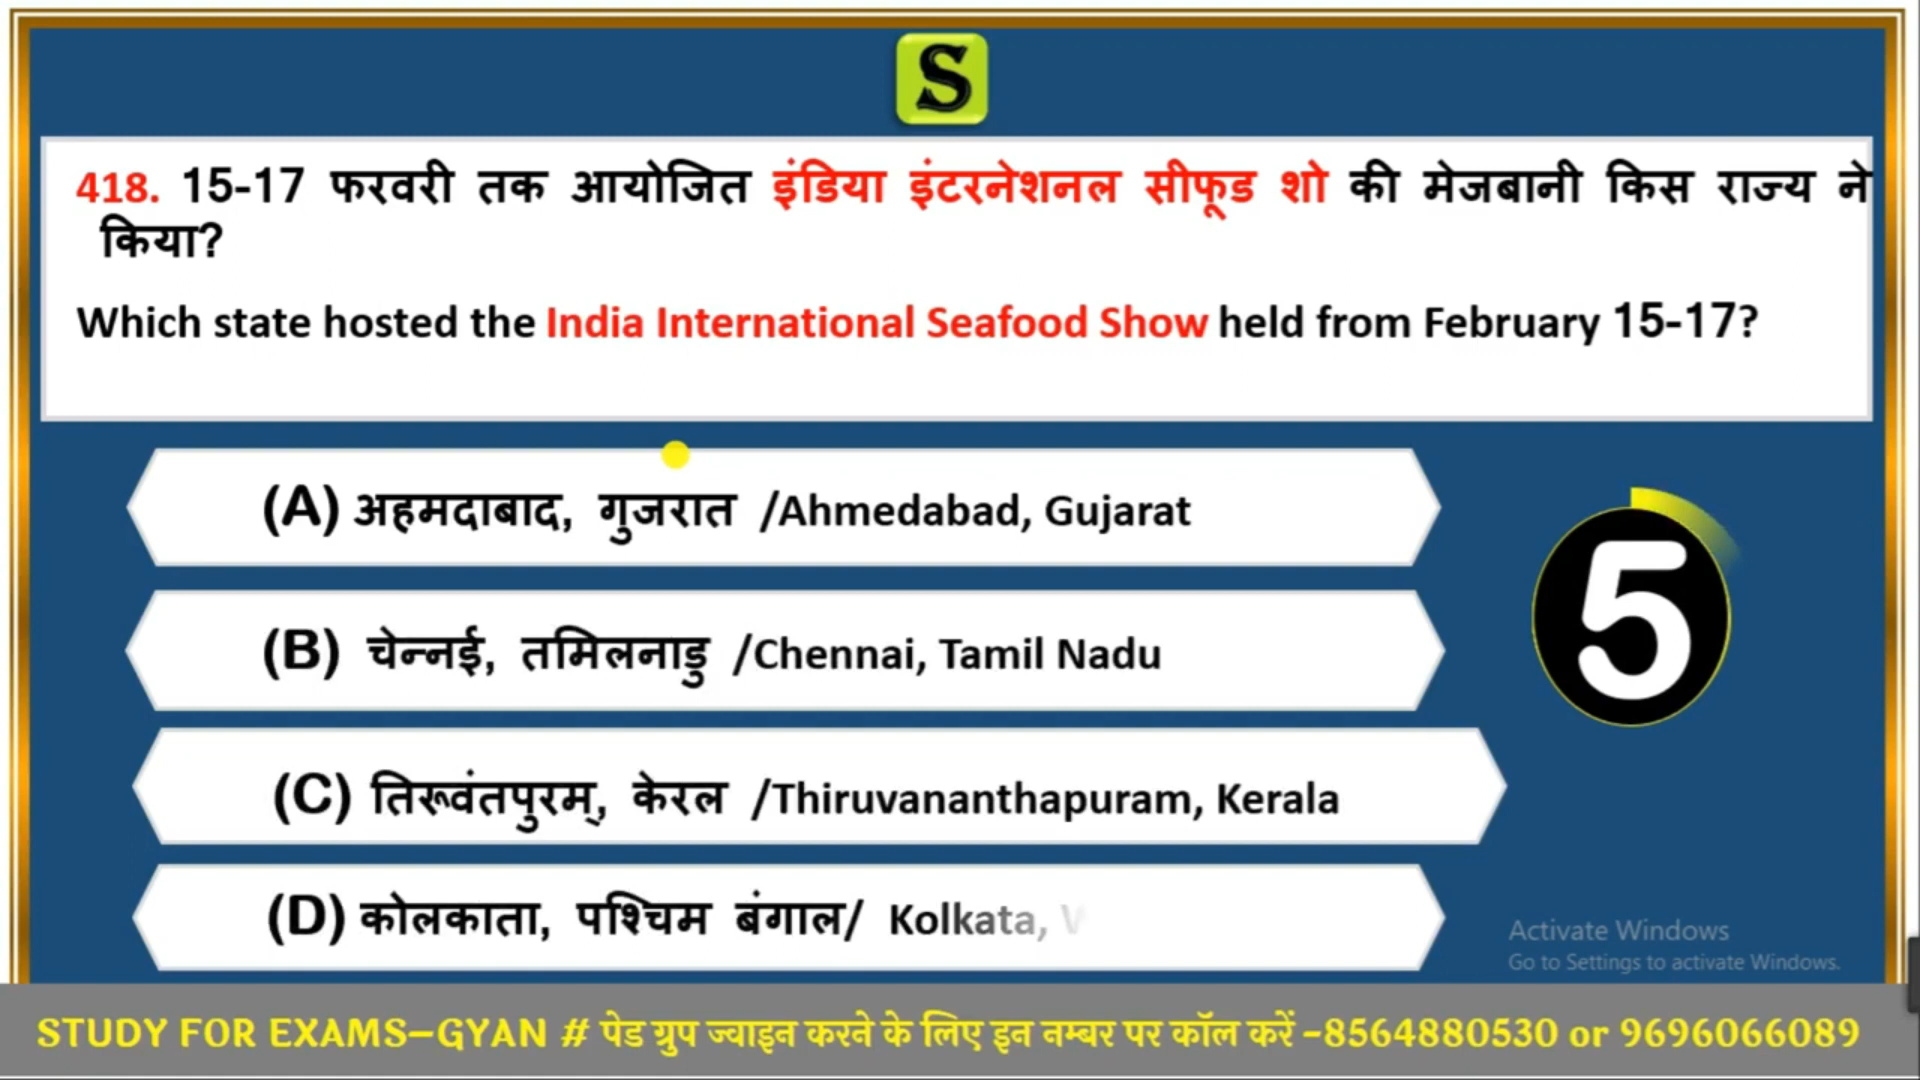 S
418. 15-17 फरवरी तक आयोजित इंडिया इंटरनेशनल सीफूड शो की मेजबानी किस राज्य ने
किया?
Which state hosted the India International Seafood Show held from February 15-17?
(A) अहमदाबाद, गुजरात /Ahmedabad, Gujarat
(B) चेन्नई, तमिलनाडु /Chennai, Tamil Nadu
5
(C) तिरूवंतपुरम्, केरल /Thiruvananthapuram, Kerala
(D) कोलकाता, पश्चिम बंगाल/ Kolkata,
Activate Windows
Go to Settings to activate Windows.
STUDY FOR EXAMS–GYAN # पेड ग्रुप ज्वाइन करने के लिए इन नम्बर पर कॉल करें -8564880530 or 9696066089